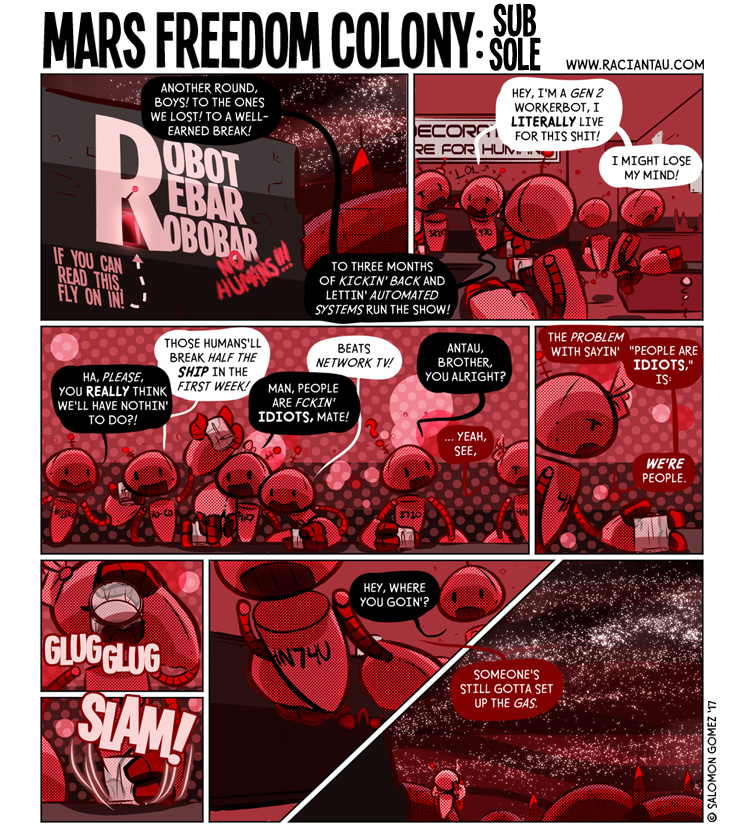 MARS FREEDOM COLONY:
SUB
SOLE
WWW.RACIANTAU.COM
ANOTHER ROUND,
BOYS! TO THE ONES
WE LOST! TO A WELL-
EARNED BREAK!
ROBOT
REBAR
ROBOBAR
NO
HUMANS!!!
IF YOU CAN
READ THIS
FLY ON IN!
TO THREE MONTHS
OF KICKIN' BACK AND
LETTIN' AUTOMATED
SYSTEMS RUN THE SHOW!
HEY, I'M A GEN 2
WORKERBOT, I
LITERALLY LIVE
FOR THIS SHIT!
I MIGHT LOSE
MY MIND!
DECORAT
RE FOR HUMAN
LOL
HA, PLEASE,
YOU REALLY THINK
WE'LL HAVE NOTHIN'
TO DO?!
THOSE HUMANS'LL
BREAK HALF THE
SHIP IN THE
FIRST WEEK!
MAN, PEOPLE
ARE FCKIN'
IDIOTS, MATE!
BEATS
NETWORK TV!
ANTAU,
BROTHER,
YOU ALRIGHT?
... YEAH,
SEE,
5710
THE PROBLEM
WITH SAYIN'
"PEOPLE ARE
IDIOTS,"
IS:
WE'RE
PEOPLE.
GLUG GLUG
SLAM!
HEY, WHERE
YOU GOIN'?
4N74U
SOMEONE'S
STILL GOTTA SET
UP THE GAS.
© SALOMON GOMEZ '17